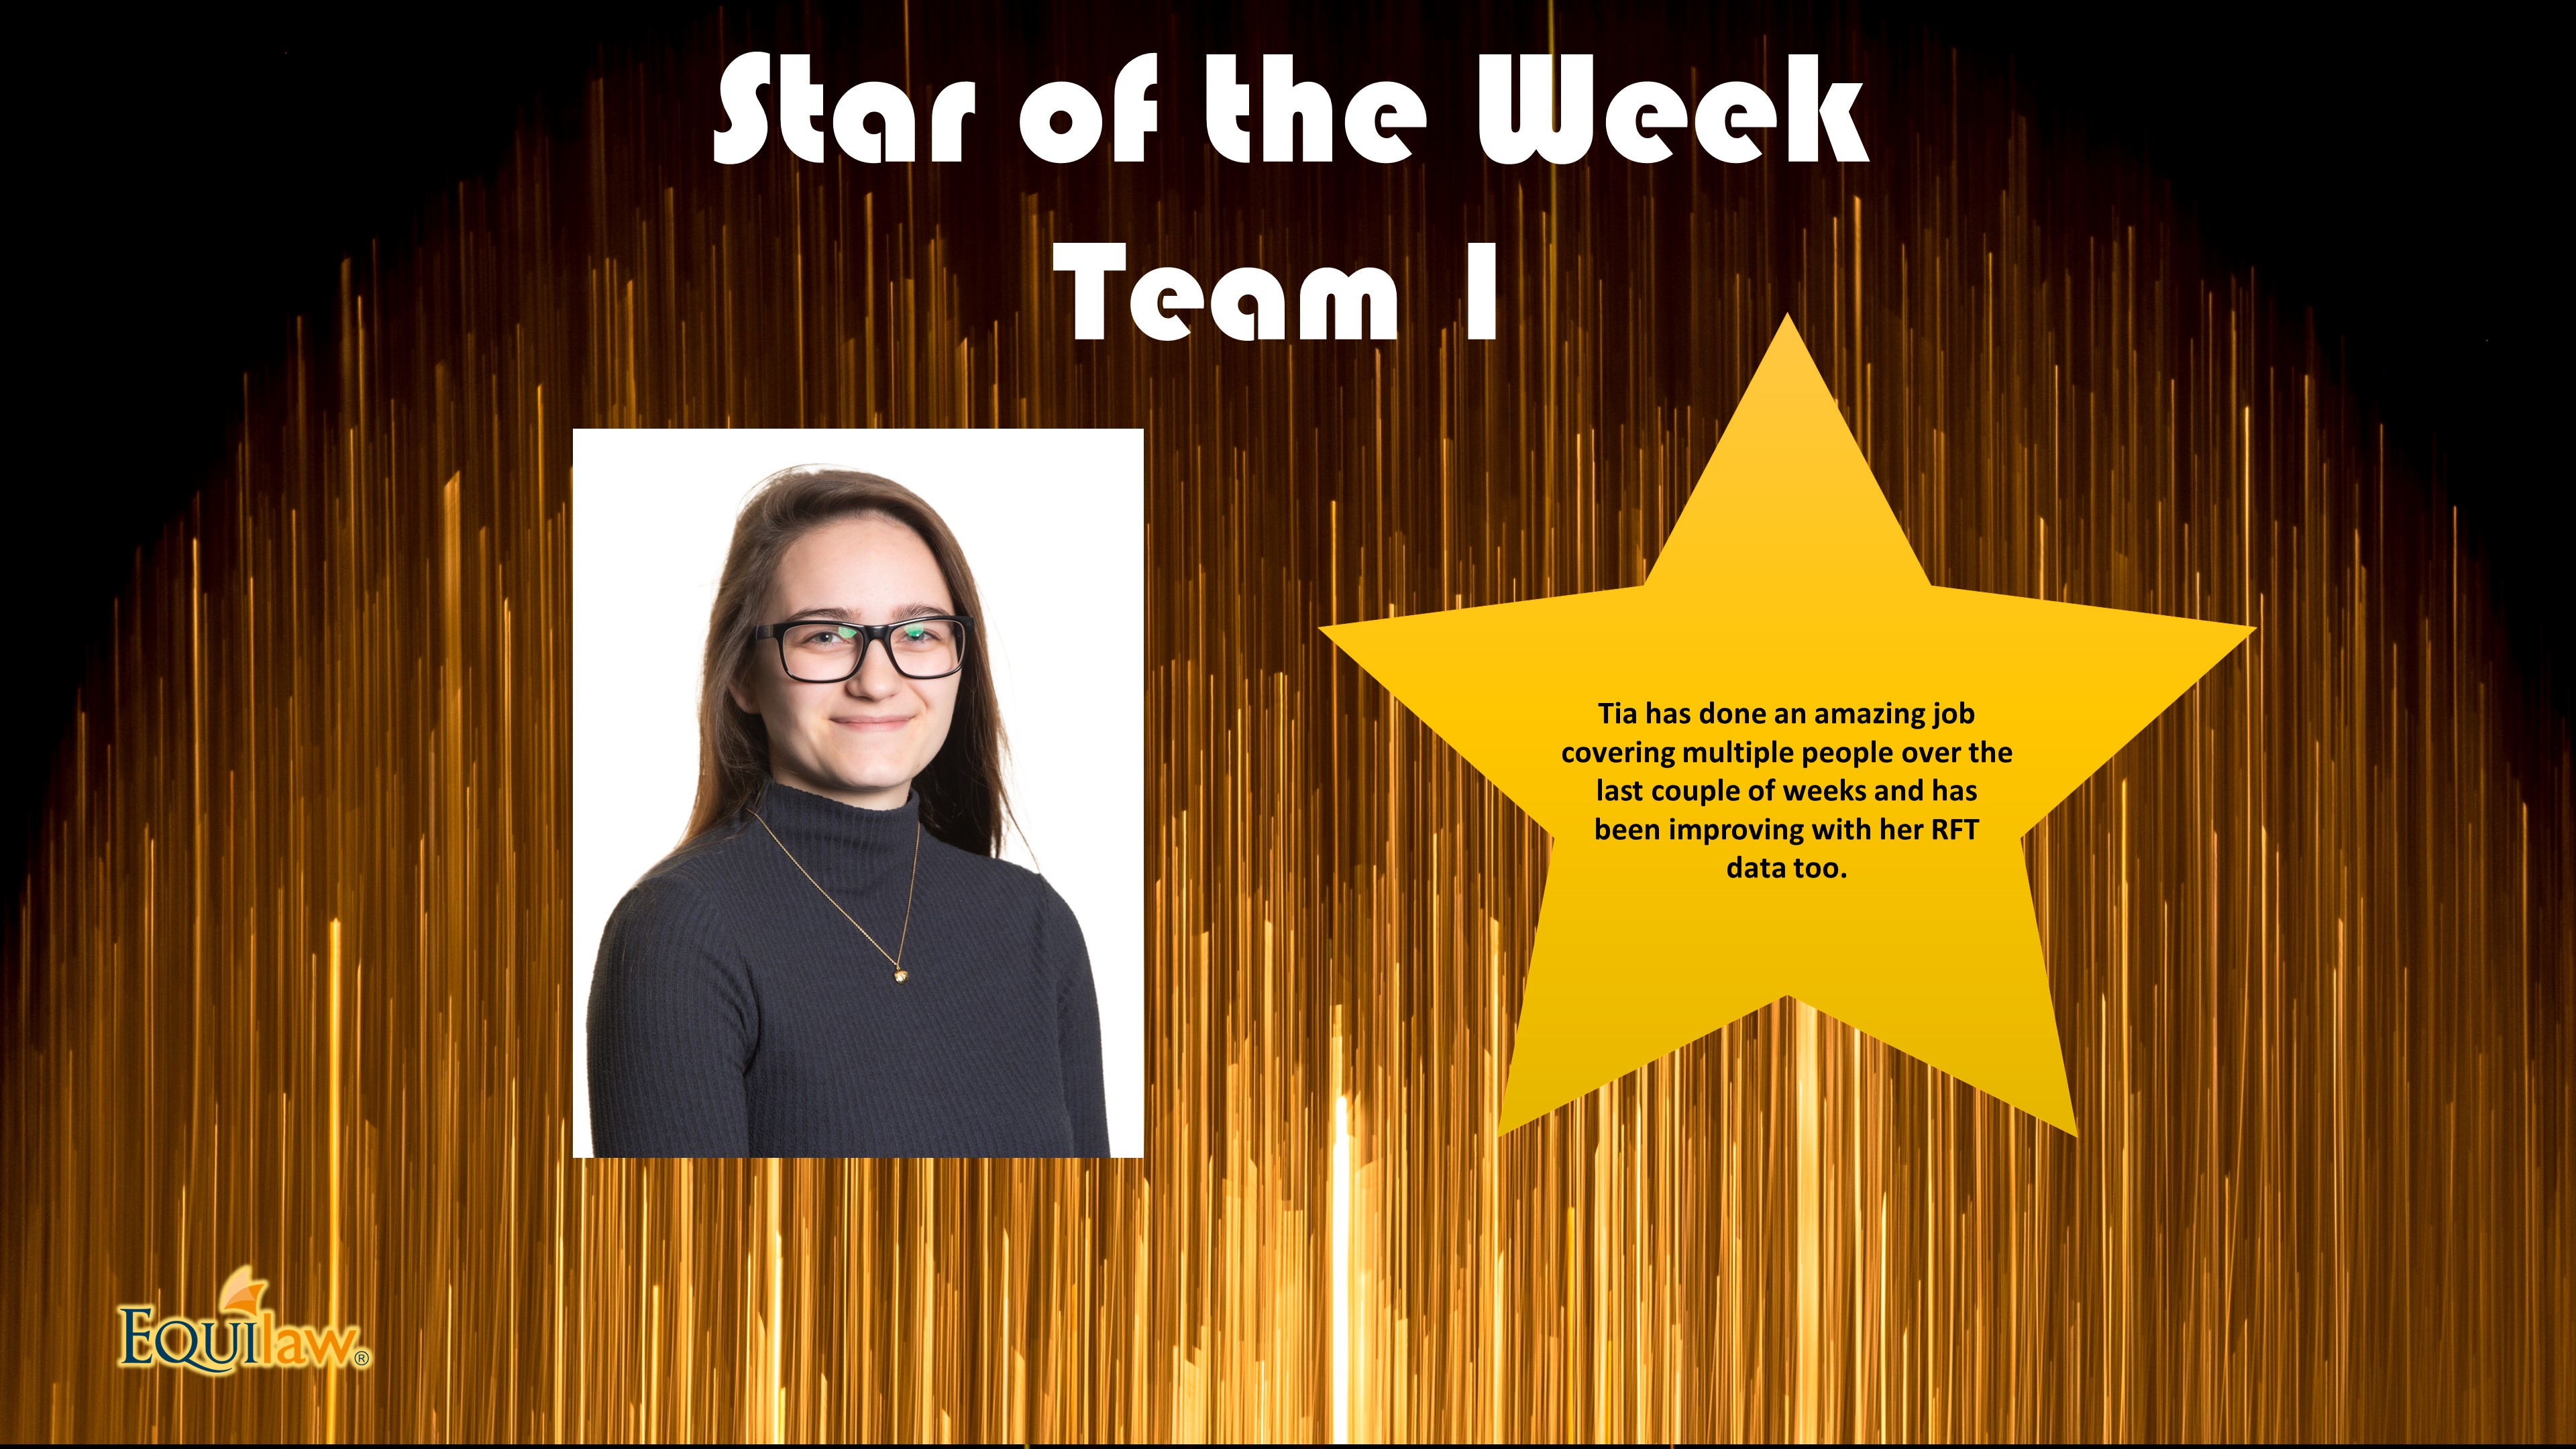 Star of the Week
Team 1
Tia has done an amazing job
covering multiple people over the
last couple of weeks and has
been improving with her RFT
data too.
EQUIlaw®